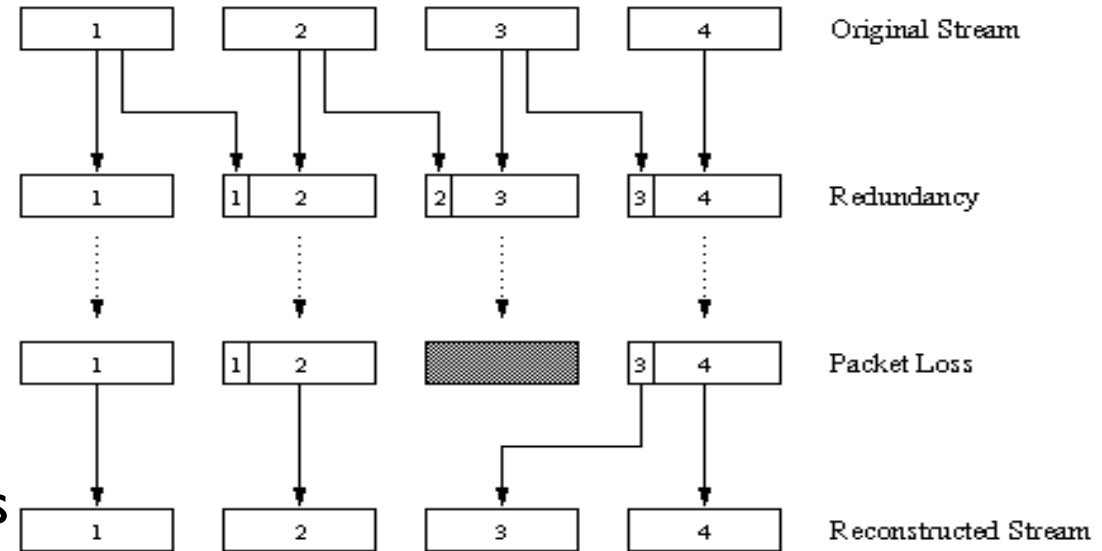 1 2 3 4 Original Stream
1 1 2 2 3 3 4 Redundancy
1 1 2 3 4 Packet Loss
s 1 2 3 4 Reconstructed Stream